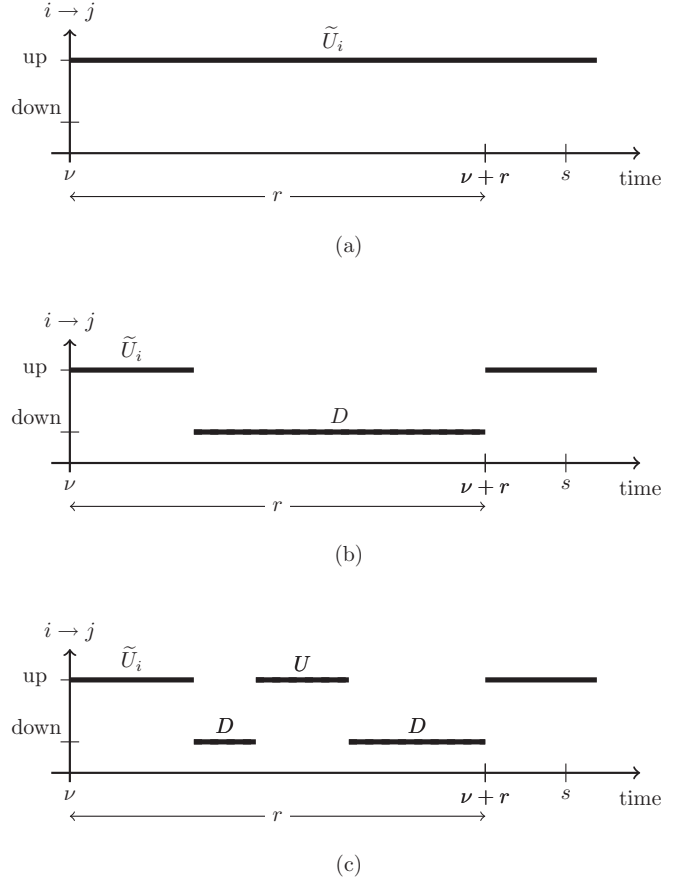 i → j
Ũ_i
up
down
ν
ν + r
s
time
r
(a)
i → j
Ũ_i
up
D
down
ν
ν + r
s
time
r
(b)
i → j
Ũ_i
U
up
D
D
down
ν
ν + r
s
time
r
(c)